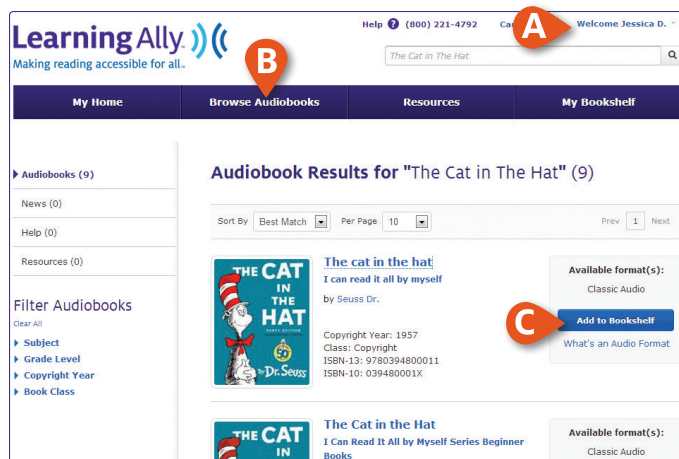 Help ? (800) 221-4792 Ca
A
Welcome Jessica D.
Learning Ally
Making reading accessible for all.
The Cat in The Hat
B
My Home Browse Audiobooks Resources My Bookshelf
Audiobooks (9)
News (0)
Help (0)
Resources (0)
Filter Audiobooks
Clear All
Subject
Grade Level
Copyright Year
Book Class
Audiobook Results for "The Cat in The Hat" (9)
Sort By Best Match Per Page 10 Prev 1 Next
THE CAT
IN
THE
HAT
PARTY EDITION
50
By Dr. Seuss
The cat in the hat
I can read it all by myself
by Seuss Dr.
Copyright Year: 1957
Class: Copyright
ISBN-13: 9780394800011
ISBN-10: 039480001X
Available format(s):
Classic Audio
C
Add to Bookshelf
What's an Audio Format
THE CAT
IN
The Cat in the Hat
I Can Read It All by Myself Series Beginner
Books
Available format(s):
Classic Audio